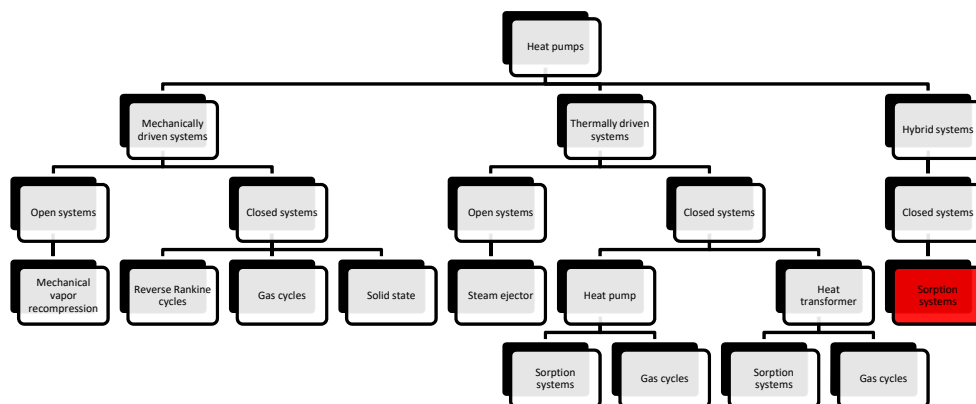 Heat pumps
Mechanically
driven systems
Thermally driven
systems
Hybrid systems
Open systems
Closed systems
Open systems
Closed systems
Closed systems
Mechanical
vapor
recompression
Reverse Rankine
cycles
Gas cycles
Solid state
Steam ejector
Heat pump
Heat
transformer
Sorption
systems
Sorption
systems
Gas cycles
Sorption
systems
Gas cycles